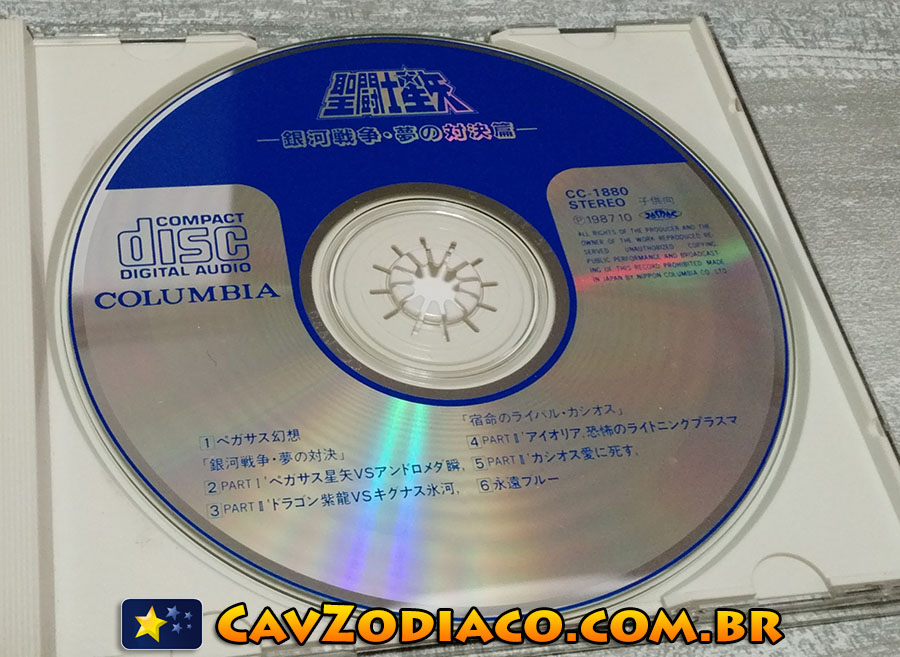 聖闘士星矢
―銀河戦争・夢の対決篇―
COMPACT
disc
DIGITAL AUDIO
COLUMBIA
CC-1880
STEREO 子供向
Ⓟ1987.10
ALL RIGHTS OF THE PRODUCER AND THE
OWNER OF THE WORK REPRODUCED RE-
SERVED. UNAUTHORIZED COPYING,
PUBLIC PERFORMANCE AND BROADCAST-
ING OF THIS RECORD PROHIBITED. MADE
IN JAPAN BY NIPPON COLUMBIA CO. LTD.
1 ペガサス幻想
「銀河戦争・夢の対決」
2 PART Ⅰ 'ペガサス星矢VSアンドロメダ瞬,
3 PART Ⅱ 'ドラゴン紫龍VSキグナス氷河,
「宿命のライバル・カシオス」
4 PART Ⅱ 'アイオリア,恐怖のライトニングプラズマ
5 PART Ⅱ 'カシオス愛に死す,
6 永遠ブルー
CavZodiaco.com.br